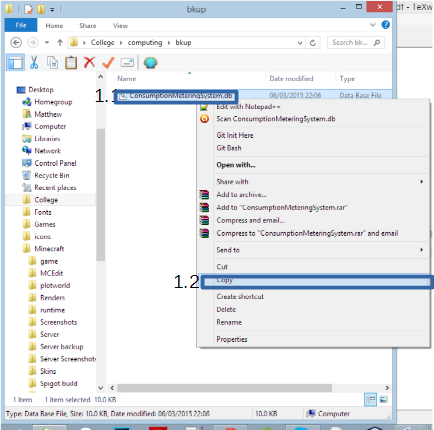 bkup
df - TeXw
File
Home
Share
View
College
computing
bkup
Search bk...
Name
Date modified
Type
1.1
ConsumptionMeteringSystem.db
06/03/2015 22:06
Data Base File
Desktop
Homegroup
Matthew
Computer
Libraries
Network
Control Panel
Recycle Bin
Recent places
College
Fonts
Games
icons
Minecraft
game
MCEdit
plotworld
Renders
runtime
Screenshots
Server
Server backup
Server Screenshots
Skins
Spigot build
Edit with Notepad++
Scan ConsumptionMeteringSystem.db
Git Init Here
Git Bash
Open with...
Share with
Add to archive...
Add to "ConsumptionMeteringSystem.rar"
Compress and email...
Compress to "ConsumptionMeteringSystem.rar" and email
Send to
Cut
1.2
Copy
Create shortcut
Delete
Rename
Properties
1 item
1 item selected 10.0 KB
Type: Data Base File, Size: 10.0 KB, Date modified: 06/03/2015 22:06
10.0 KB
Computer